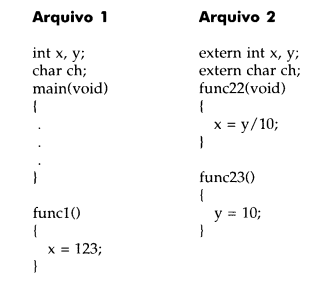 Arquivo 1
int x, y;
char ch;
main(void)
{
.
.
.
}
func1()
{
x = 123;
}
Arquivo 2
extern int x, y;
extern char ch;
func22(void)
{
x = y/10;
}
func23()
{
y = 10;
}